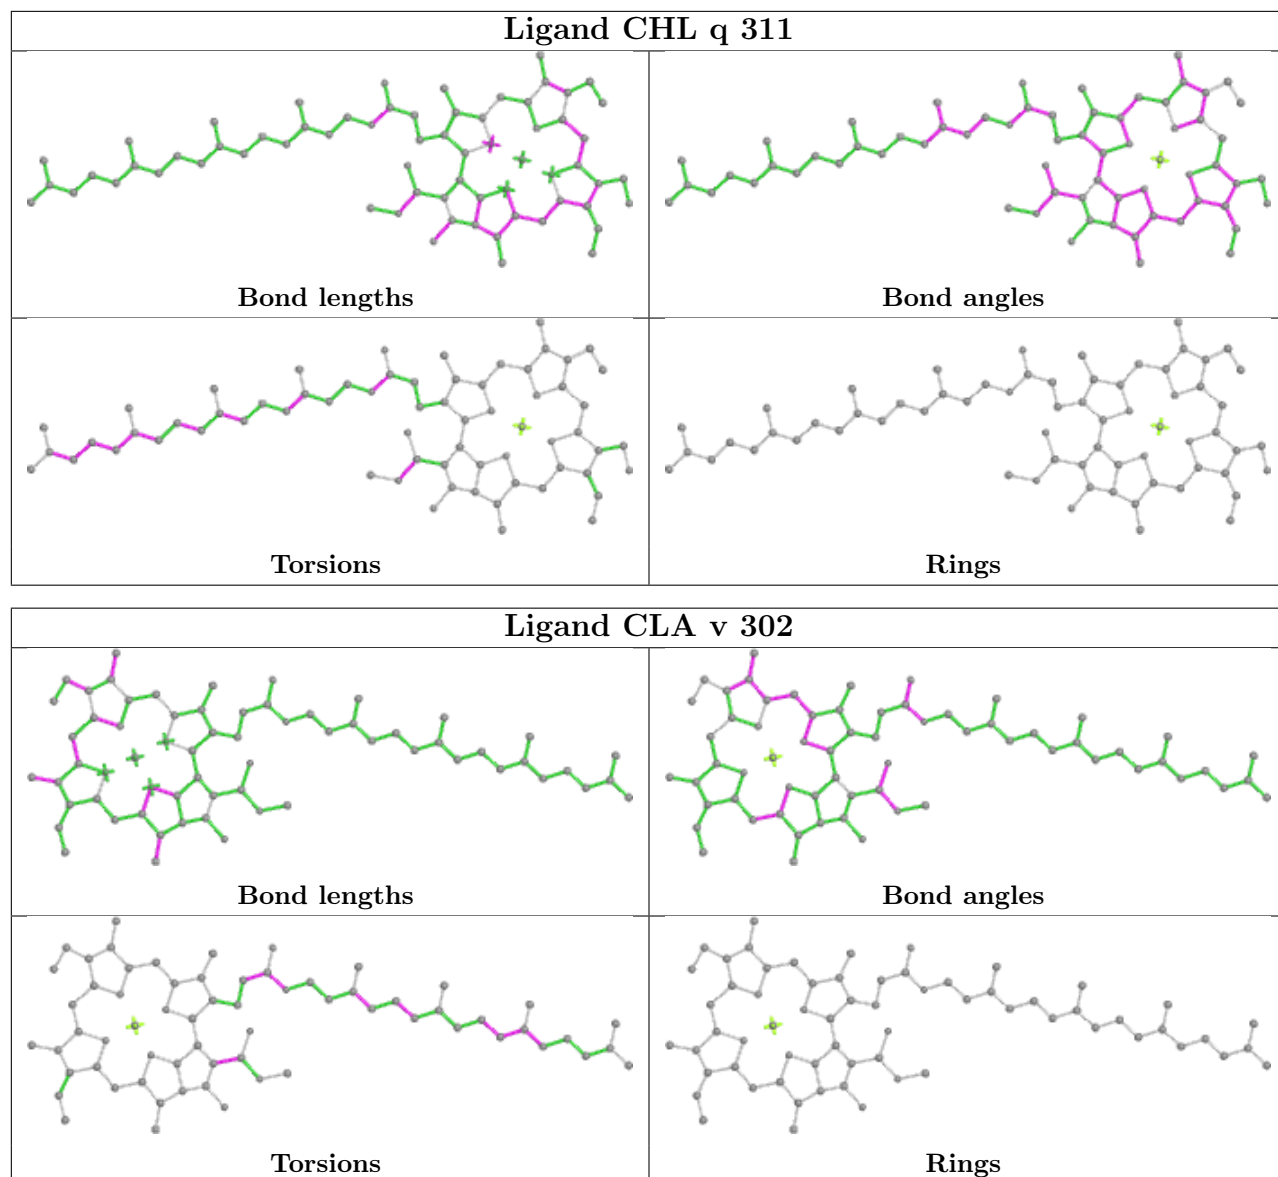 Ligand CHL q 311
Bond lengths
Bond angles
Torsions
Rings
Ligand CLA v 302
Bond lengths
Bond angles
Torsions
Rings